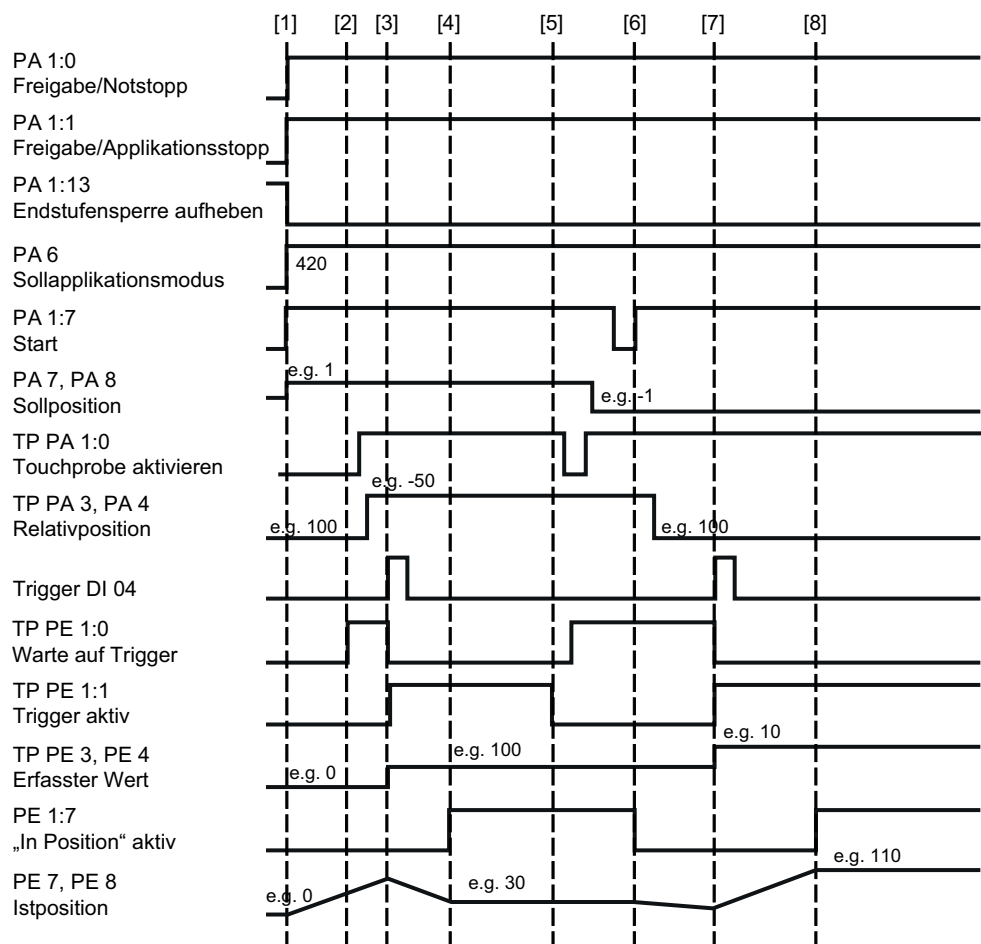 [1] [2] [3] [4] [5] [6] [7] [8]
PA 1:0
Freigabe/Notstopp
PA 1:1
Freigabe/Applikationsstopp
PA 1:13
Endstufensperre aufheben
PA 6
Sollapplikationsmodus
420
PA 1:7
Start
PA 7, PA 8
Sollposition
e.g. 1
e.g. -1
TP PA 1:0
Touchprobe aktivieren
TP PA 3, PA 4
Relativposition
e.g. 100
e.g. -50
e.g. 100
Trigger DI 04
TP PE 1:0
Warte auf Trigger
TP PE 1:1
Trigger aktiv
TP PE 3, PE 4
Erfasster Wert
e.g. 0
e.g. 100
e.g. 10
PE 1:7
„In Position“ aktiv
PE 7, PE 8
Istposition
e.g. 0
e.g. 30
e.g. 110